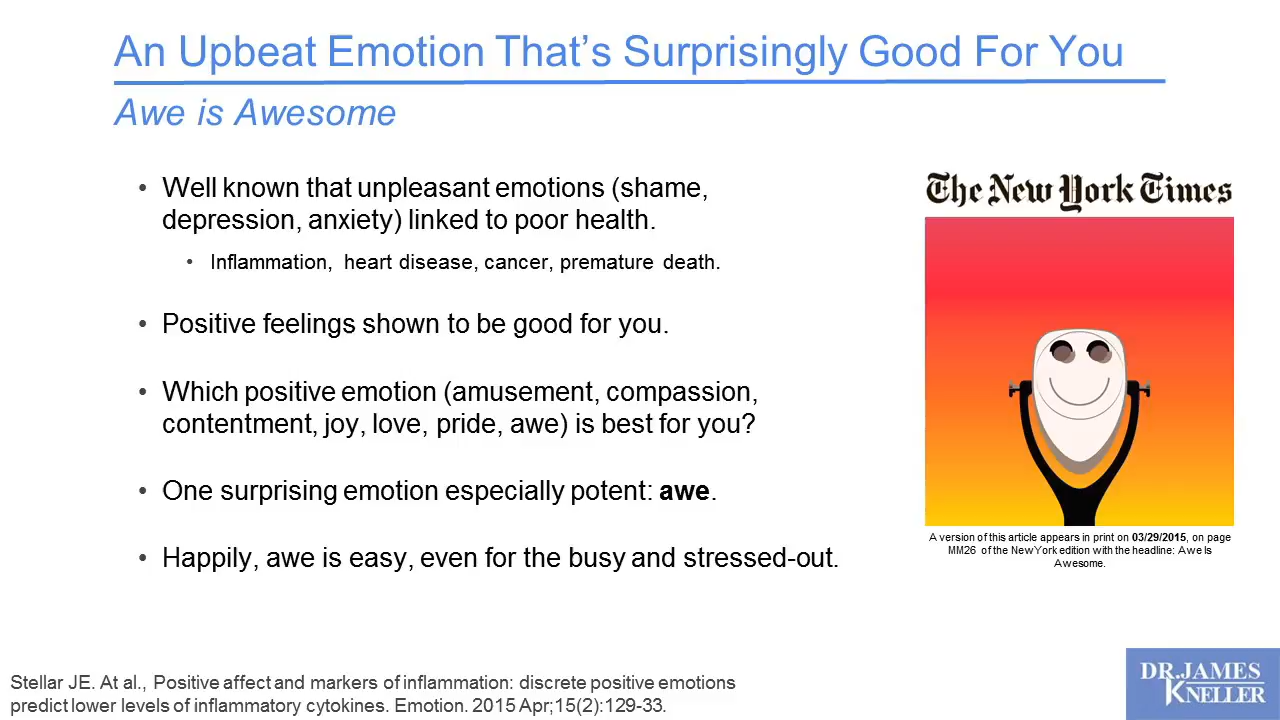 An Upbeat Emotion That's Surprisingly Good For You
Awe is Awesome
• Well known that unpleasant emotions (shame,
depression, anxiety) linked to poor health.
• Inflammation, heart disease, cancer, premature death.
• Positive feelings shown to be good for you.
• Which positive emotion (amusement, compassion,
contentment, joy, love, pride, awe) is best for you?
• One surprising emotion especially potent: awe.
• Happily, awe is easy, even for the busy and stressed-out.
The New York Times
A version of this article appears in print on 03/29/2015, on page
MM26 of the New York edition with the headline: Awe Is
Awesome.
Stellar JE. At al., Positive affect and markers of inflammation: discrete positive emotions
predict lower levels of inflammatory cytokines. Emotion. 2015 Apr;15(2):129-33.
DR.JAMES
KNELLER